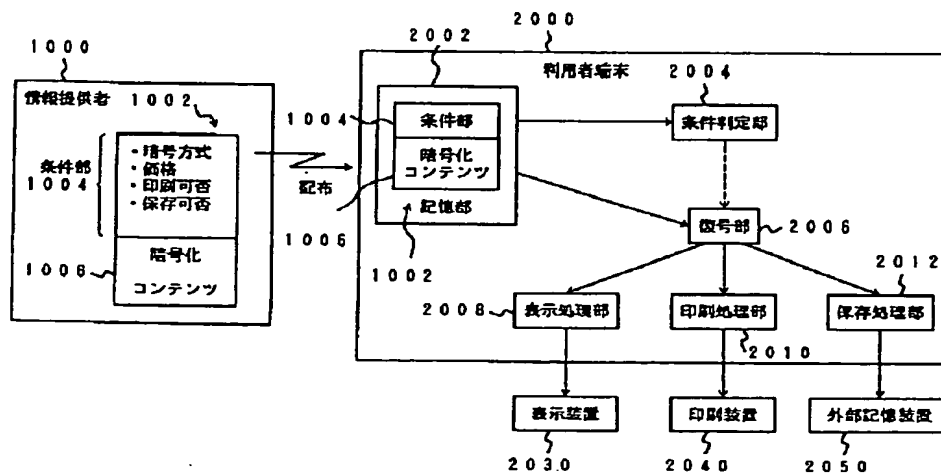 1000
情報提供者
1002
条件部
1004
・暗号方式
・価格
・印刷可否
・保存可否
1006
暗号化
コンテンツ
配布
2000
利用者端末
2002
1004
条件部
暗号化
コンテンツ
記憶部
1006
1002
2004
条件判定部
復号部
2006
2008
表示処理部
印刷処理部
2010
2012
保存処理部
表示装置
2030
印刷装置
2040
外部記憶装置
2050